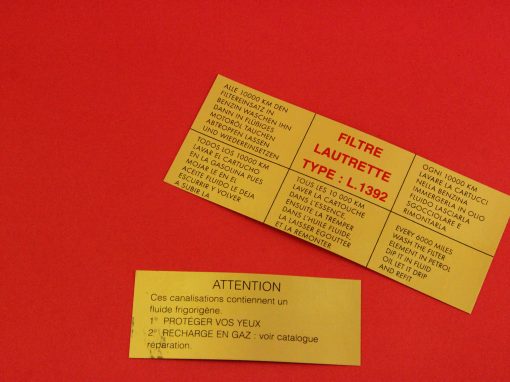 ALLE 10000 KM DEN
FILTEREINSATZ IN
BENZIN WASCHEN IHN
DANN IN FLÜßIGES
MOTORÖL TAUCHEN
ABTROPFEN LASSEN
UND WIEDEREINSETZEN
FILTRE
LAUTRETTE
TYPE : L.1392
OGNI 10000 KM
LAVARE LA CARTUCCI
NELLA BENZINA
IMMERGERLA IN OLIO
FLUIDO LASCIARLA
SGOCCIOLARE E
RIMONTARLA
TODOS LOS 10000 KM
LAVAR EL CARTUCHO
EN LA GASOLINA PUES
MOJAR LE EN EL
ACEITE FLUIDO LE DEJA
ESCURRIR Y VOLVER
A SUBIR LA
TOUS LES 10 000 KM
LAVER LA CARTOUCHE
DANS L'ESSENCE
ENSUITE LA TREMPER
DANS L'HUILE FLUIDE
LA LAISSER EGOUTTER
ET LA REMONTER
EVERY 6000 MILES
WASH THE FILTER
ELEMENT IN PETROL
DIP IT IN FLUID
OIL LET IT DRIP
AND REFIT
ATTENTION
Ces canalisations contiennent un
fluide frigorigène.
1° PROTÉGER VOS YEUX
2° RECHARGE EN GAZ : voir catalogue
réparation.